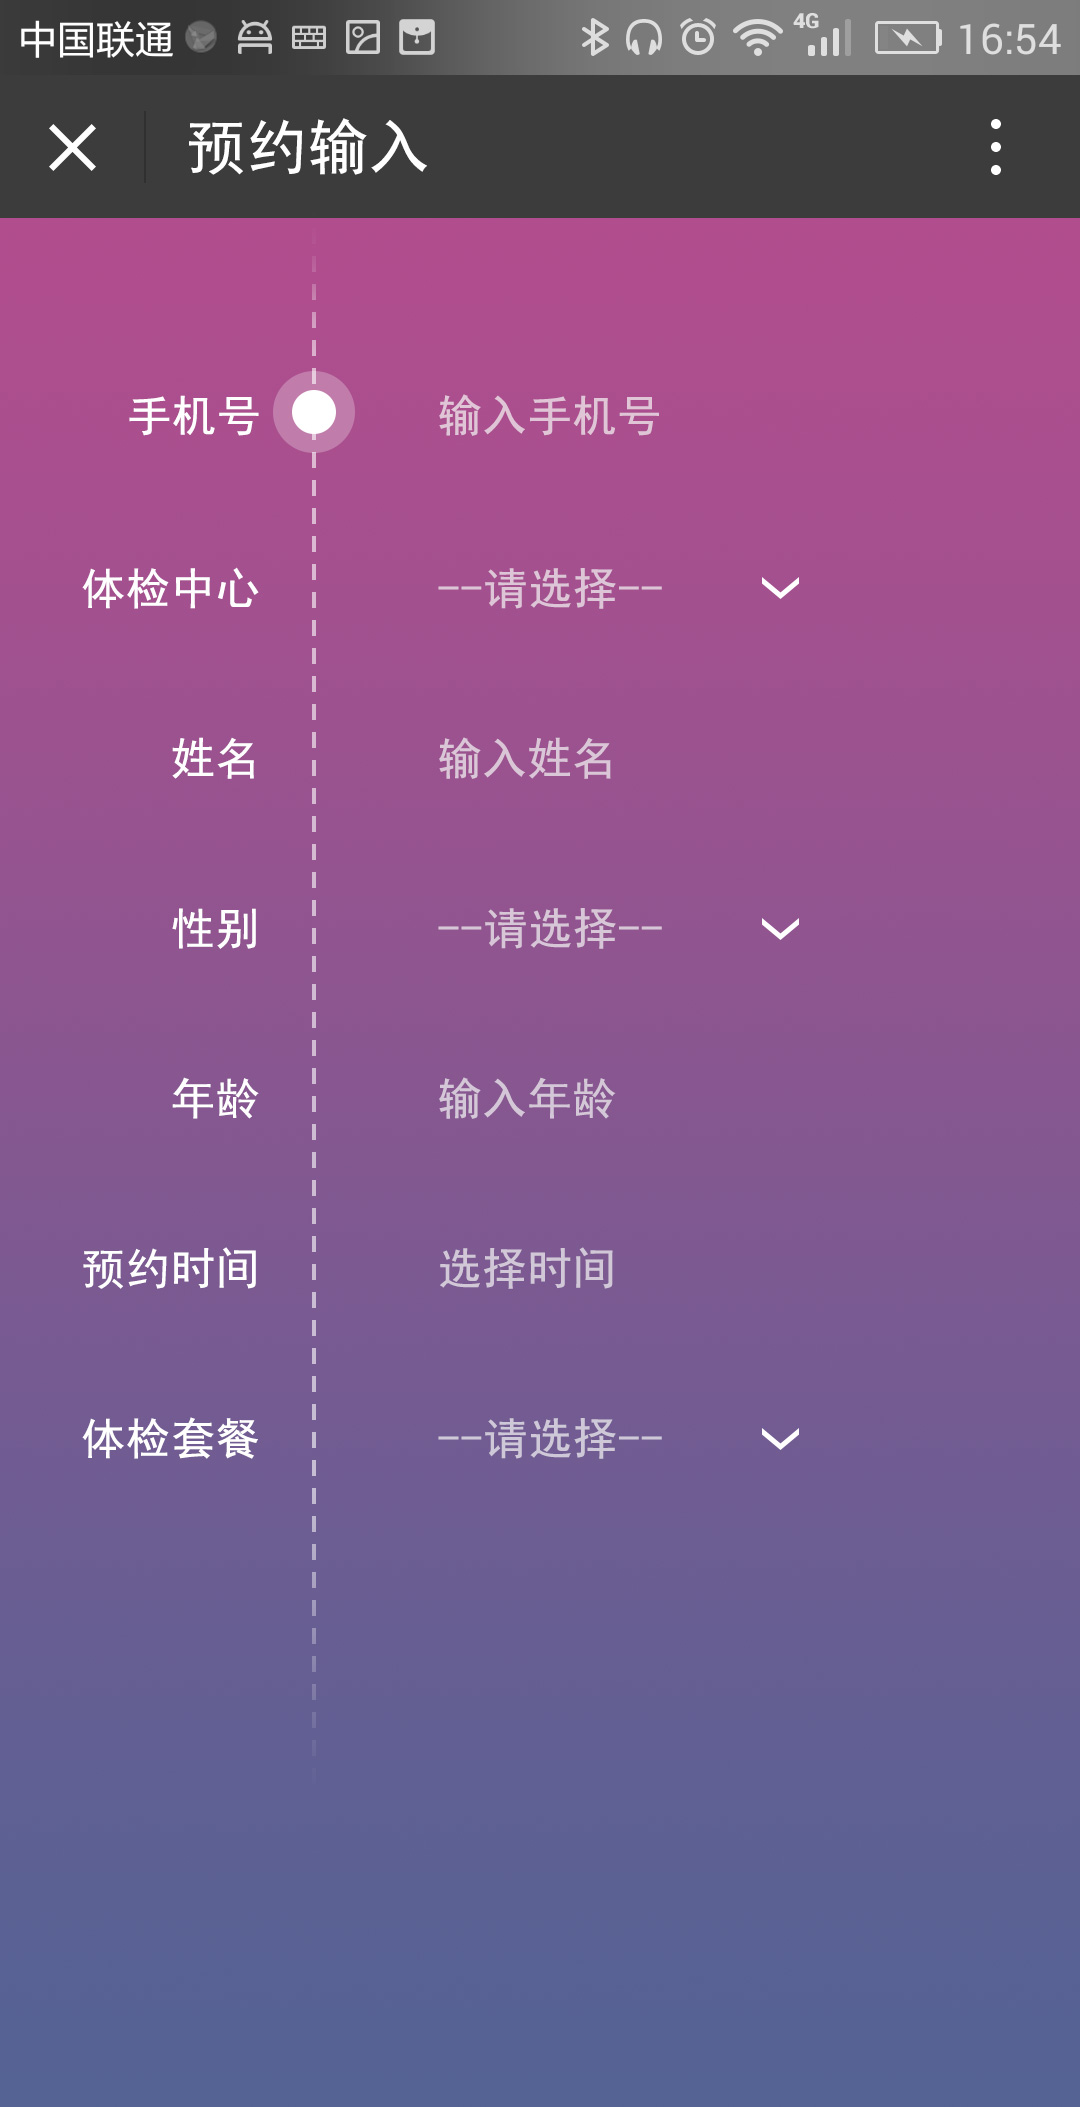 中国联通 4G 16:54
预约输入
手机号 输入手机号
体检中心 --请选择--
姓名 输入姓名
性别 --请选择--
年龄 输入年龄
预约时间 选择时间
体检套餐 --请选择--